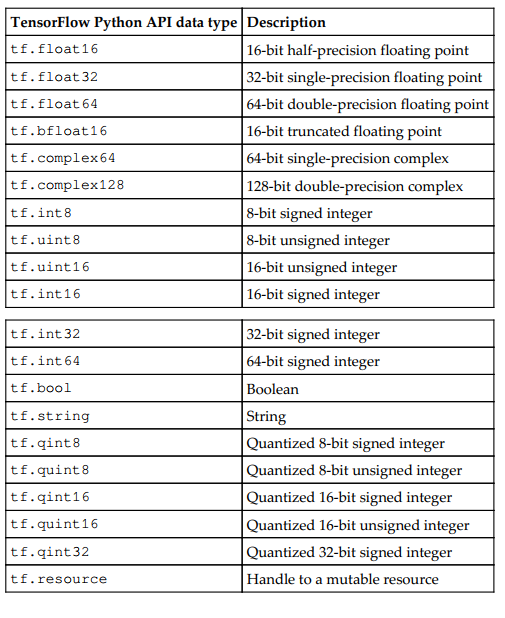 TensorFlow Python API data type Description
tf.float16 16-bit half-precision floating point
tf.float32 32-bit single-precision floating point
tf.float64 64-bit double-precision floating point
tf.bfloat16 16-bit truncated floating point
tf.complex64 64-bit single-precision complex
tf.complex128 128-bit double-precision complex
tf.int8 8-bit signed integer
tf.uint8 8-bit unsigned integer
tf.uint16 16-bit unsigned integer
tf.int16 16-bit signed integer
tf.int32 32-bit signed integer
tf.int64 64-bit signed integer
tf.bool Boolean
tf.string String
tf.qint8 Quantized 8-bit signed integer
tf.quint8 Quantized 8-bit unsigned integer
tf.qint16 Quantized 16-bit signed integer
tf.quint16 Quantized 16-bit unsigned integer
tf.qint32 Quantized 32-bit signed integer
tf.resource Handle to a mutable resource